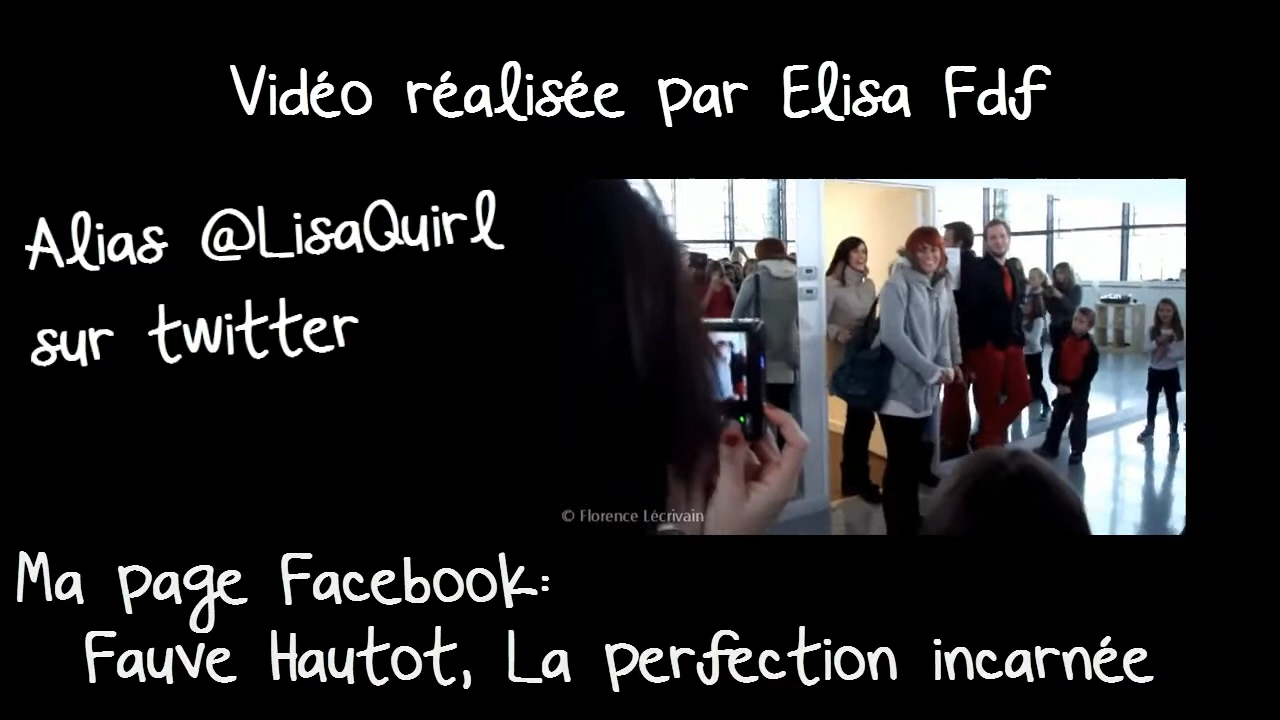 Vidéo réalisée par Elisa Fdf
Alias @LisaQuirl
sur twitter
© Florence Lécrivain
Ma page Facebook:
Fauve Hautot, La perfection incarnée